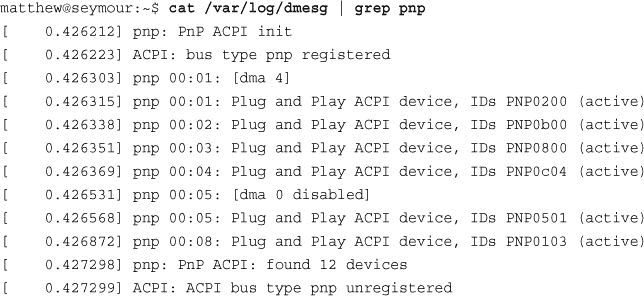 matthew@seymour:~$ cat /var/log/dmesg | grep pnp
[    0.426212] pnp: PnP ACPI init
[    0.426223] ACPI: bus type pnp registered
[    0.426303] pnp 00:01: [dma 4]
[    0.426315] pnp 00:01: Plug and Play ACPI device, IDs PNP0200 (active)
[    0.426338] pnp 00:02: Plug and Play ACPI device, IDs PNP0b00 (active)
[    0.426351] pnp 00:03: Plug and Play ACPI device, IDs PNP0800 (active)
[    0.426369] pnp 00:04: Plug and Play ACPI device, IDs PNP0c04 (active)
[    0.426531] pnp 00:05: [dma 0 disabled]
[    0.426568] pnp 00:05: Plug and Play ACPI device, IDs PNP0501 (active)
[    0.426872] pnp 00:08: Plug and Play ACPI device, IDs PNP0103 (active)
[    0.427298] pnp: PnP ACPI: found 12 devices
[    0.427299] ACPI: ACPI bus type pnp unregistered